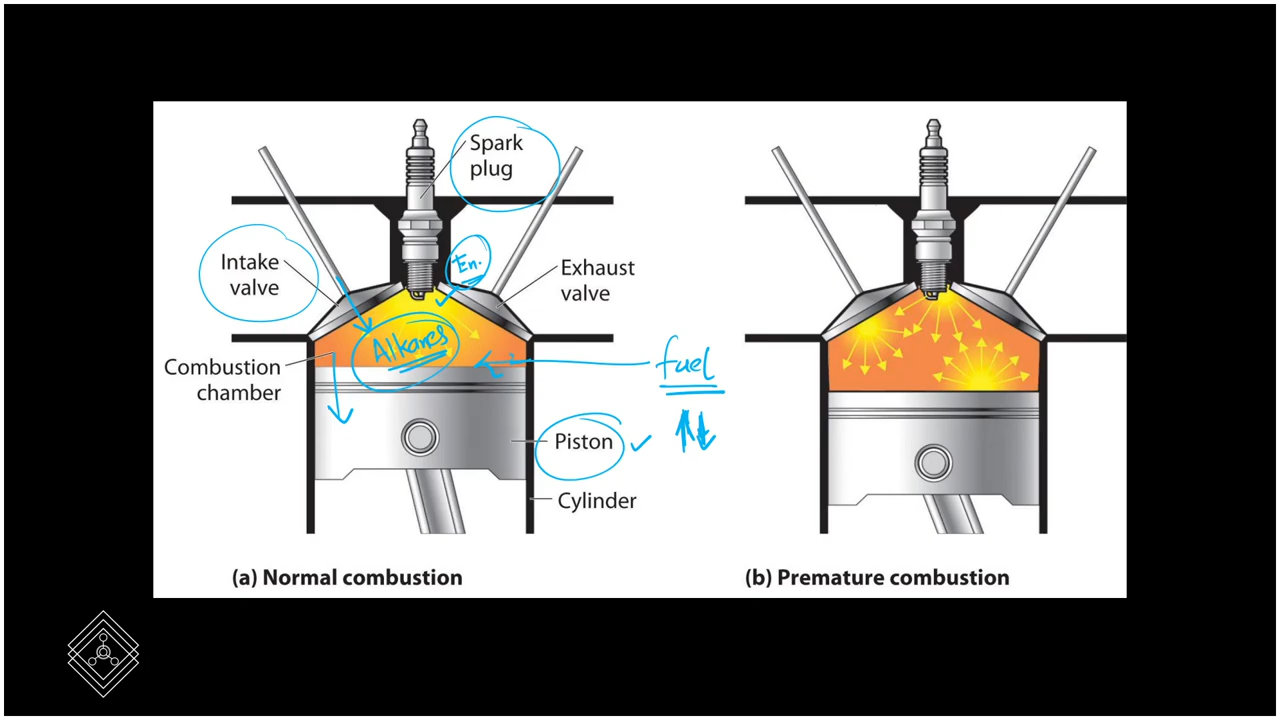 Spark
plug
Intake
valve
En.
Exhaust
valve
Alkanes
Combustion
chamber
fuel
Piston
Cylinder
(a) Normal combustion
(b) Premature combustion